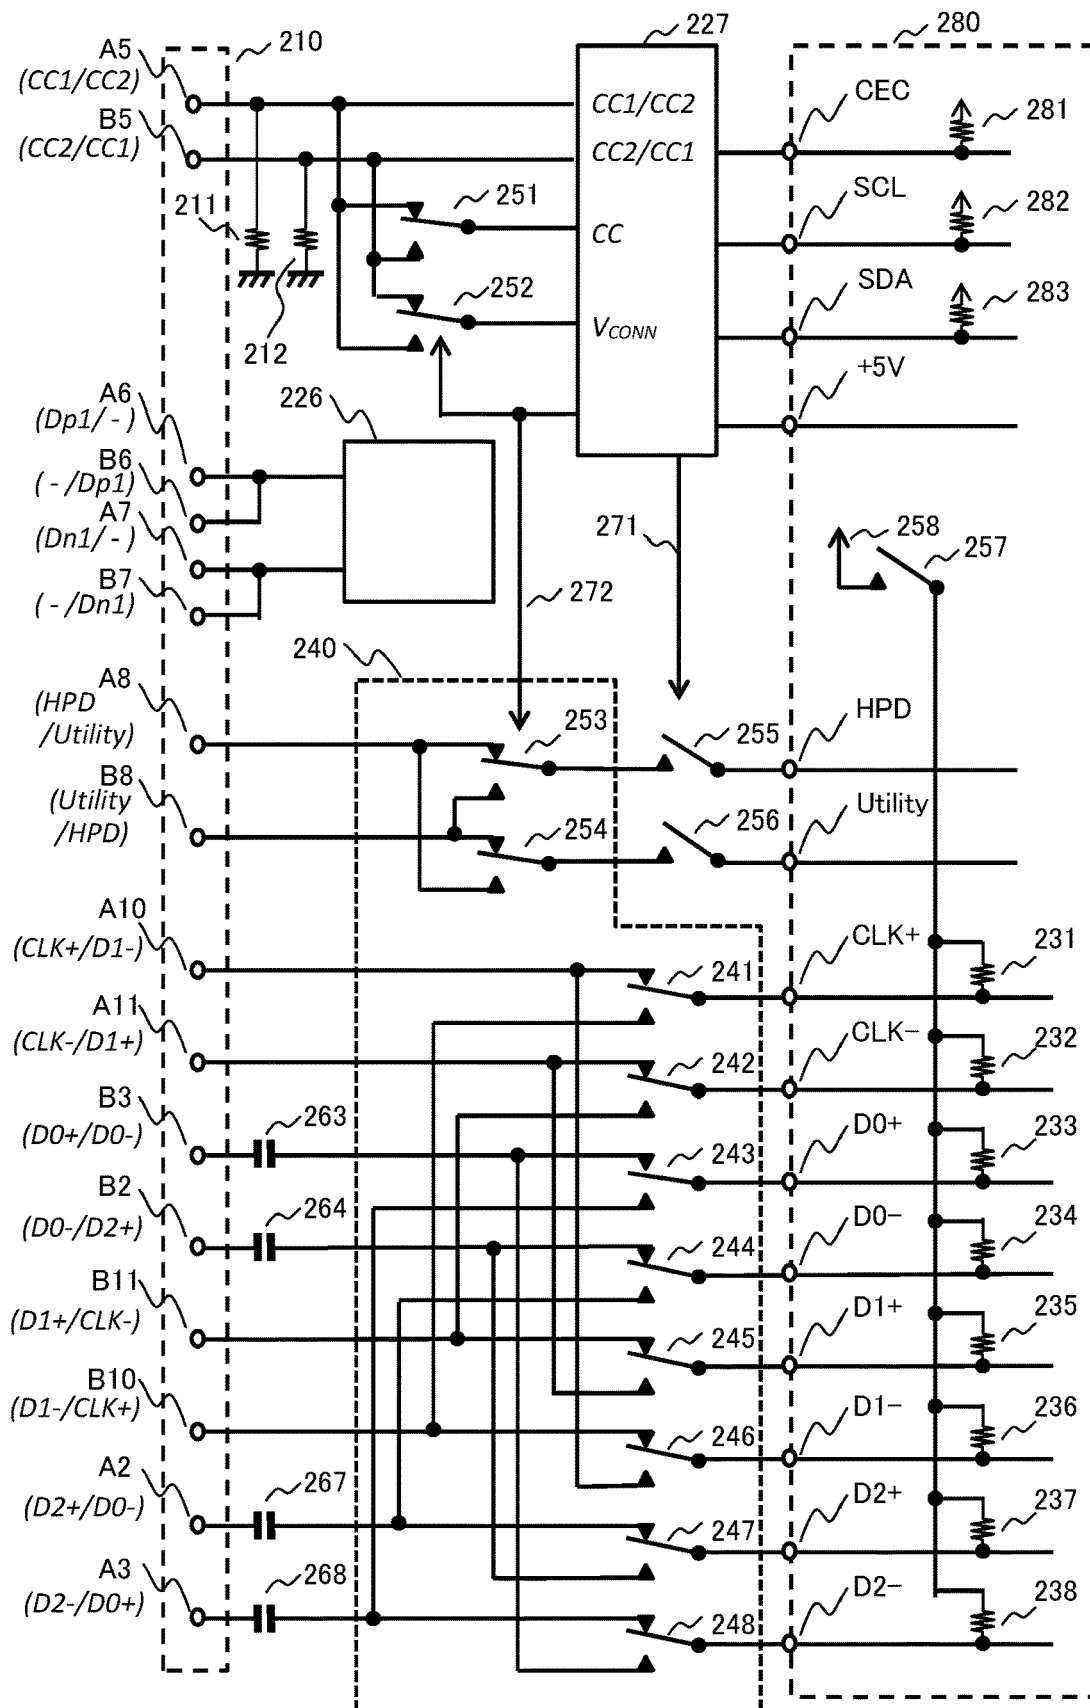 A5
(CC1/CC2)
B5
(CC2/CC1)
210
227
280
CC1/CC2
CC2/CC1
CC
VCONN
CEC
281
SCL
282
SDA
283
+5V
211
212
251
252
A6
(Dp1/ - )
B6
( - /Dp1)
A7
(Dn1/ - )
B7
( - /Dn1)
226
271
272
258
257
240
A8
(HPD
/Utility)
B8
(Utility
/HPD)
253
254
255
256
HPD
Utility
A10
(CLK+/D1-)
241
CLK+
231
A11
(CLK-/D1+)
242
CLK−
232
B3
(D0+/D0-)
263
243
D0+
233
B2
(D0-/D2+)
264
244
D0−
234
B11
(D1+/CLK-)
245
D1+
235
B10
(D1-/CLK+)
246
D1−
236
A2
(D2+/D0-)
267
247
D2+
237
A3
(D2-/D0+)
268
248
D2−
238